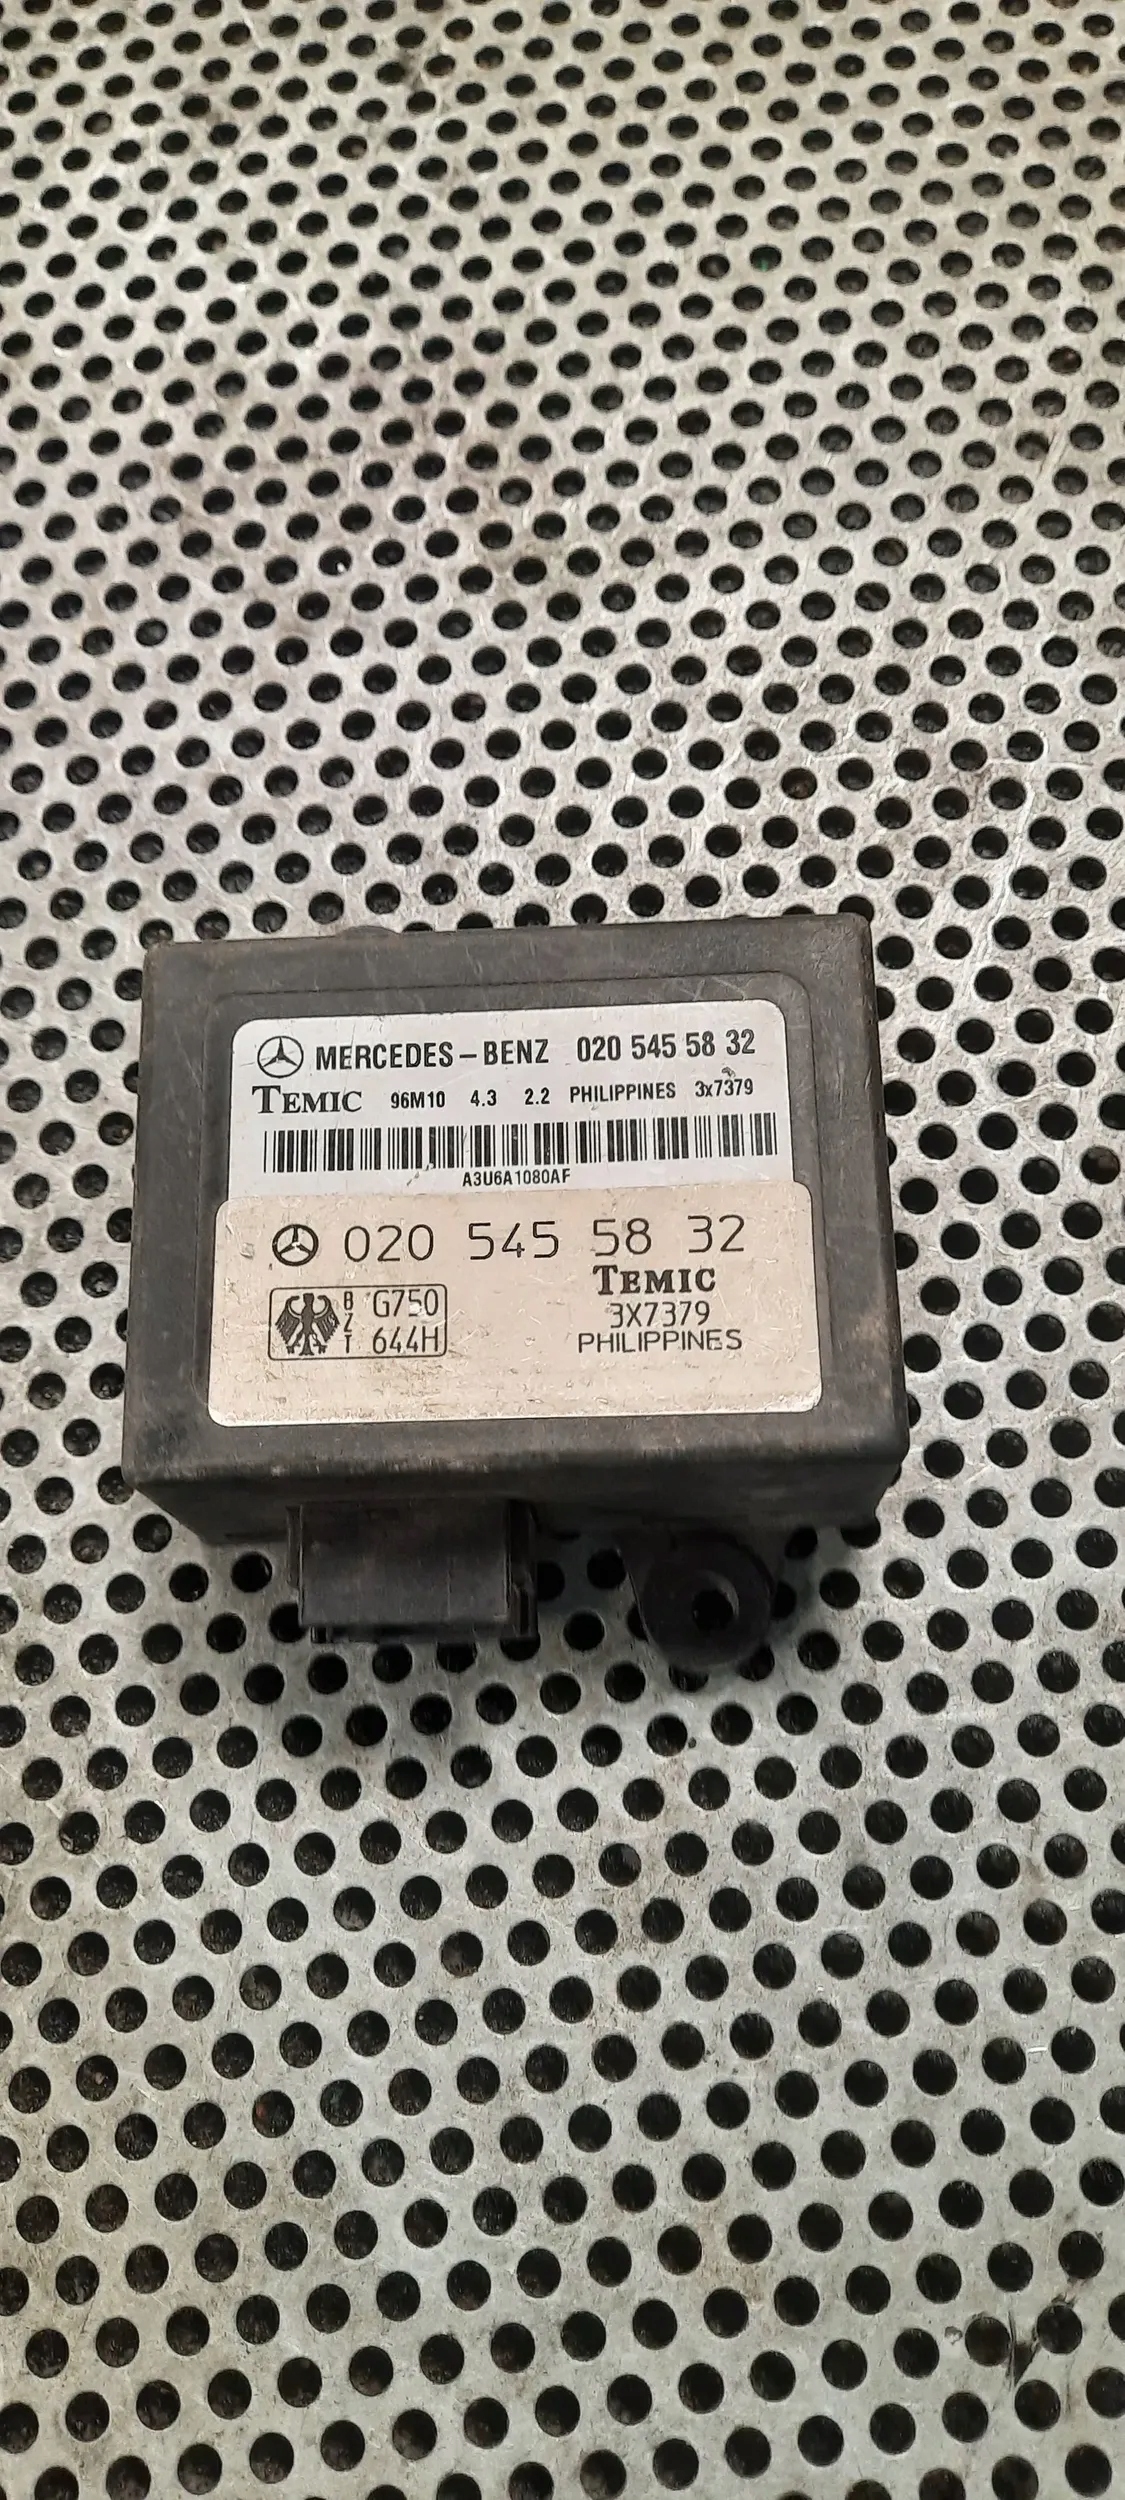 MERCEDES-BENZ 020 545 58 32
TEMIC 96M10 4.3 2.2 PHILIPPINES 3x7379
A3U6A1080AF
020 545 58 32
TEMIC
BZT G750 644H
3X7379
PHILIPPINES